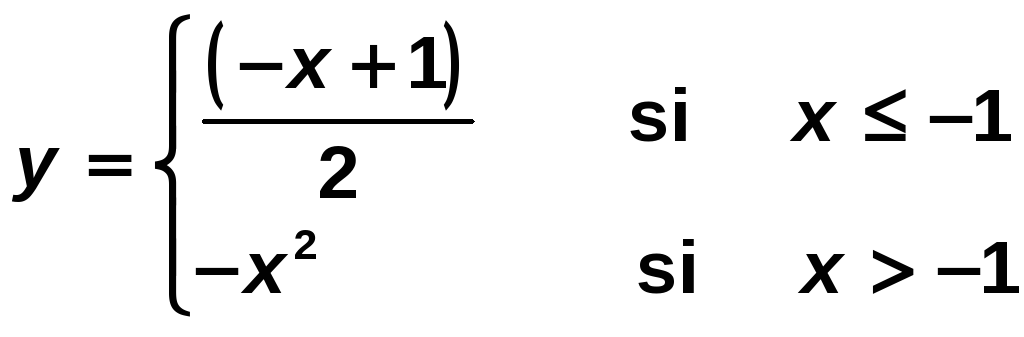 y = { (−x + 1) / 2 si x ≤ −1
−x² si x > −1